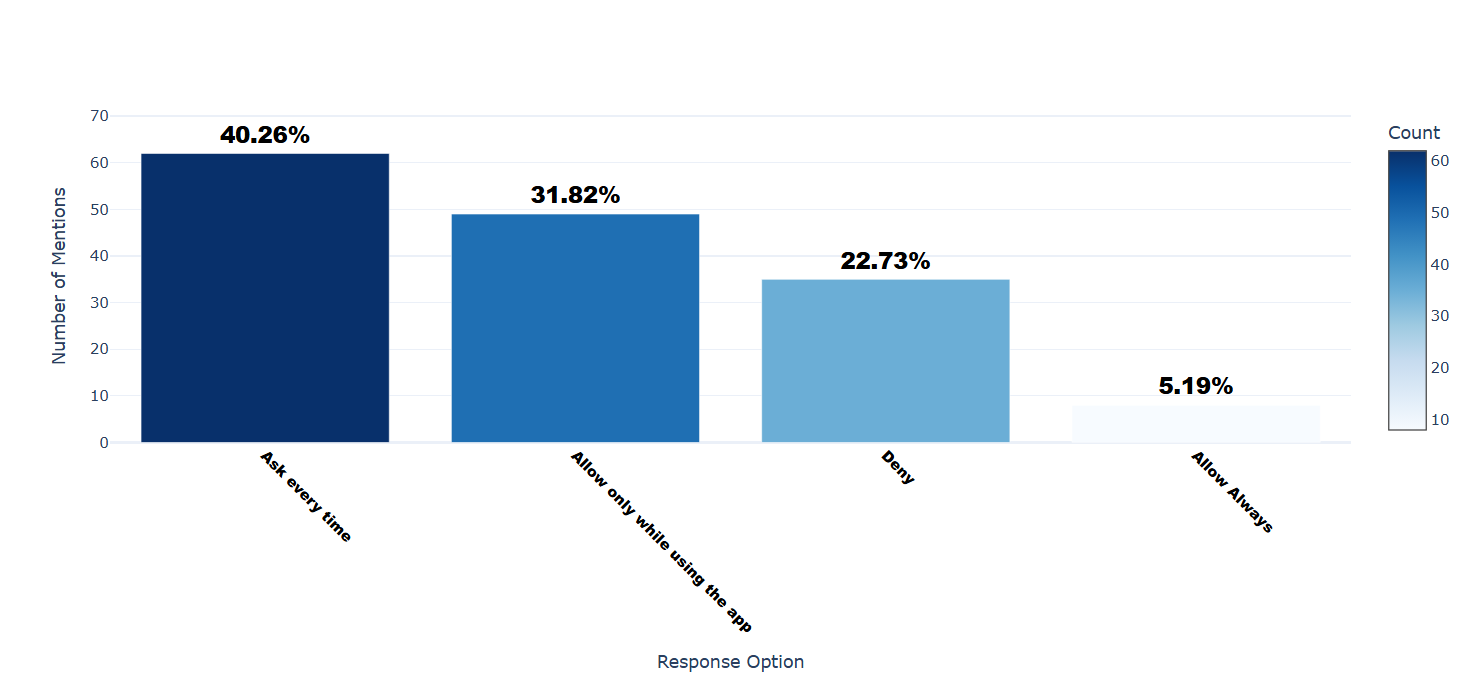 Number of Mentions
70
60
50
40
30
20
10
0
40.26%
31.82%
22.73%
5.19%
Ask every time
Allow only while using the app
Deny
Allow Always
Response Option
Count
60
50
40
30
20
10